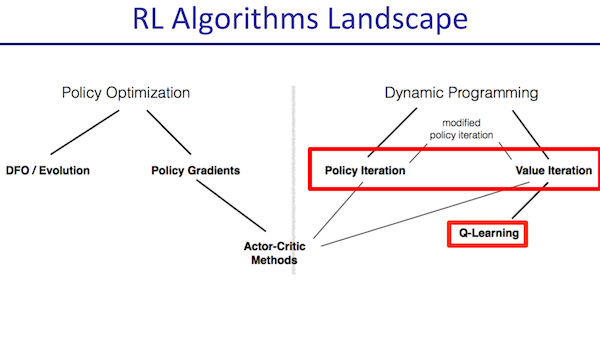 RL Algorithms Landscape
Policy Optimization
Dynamic Programming
modified
policy iteration
DFO / Evolution
Policy Gradients
Policy Iteration
Value Iteration
Actor-Critic
Methods
Q-Learning